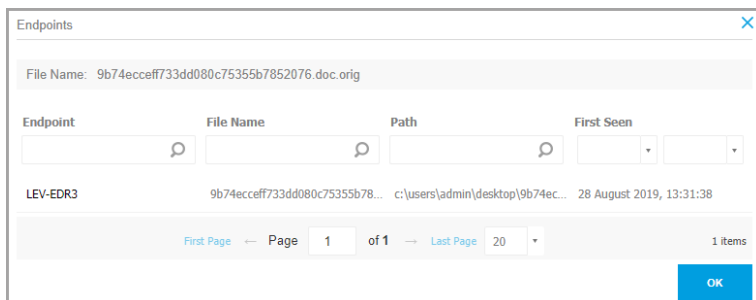 Endpoints
File Name: 9b74ecceff733dd080c75355b7852076.doc.orig
Endpoint File Name Path First Seen
LEV-EDR3 9b74ecceff733dd080c75355b78... c:\users\admin\desktop\9b74ec... 28 August 2019, 13:31:38
First Page ← Page 1 of 1 → Last Page 20 1 items
OK